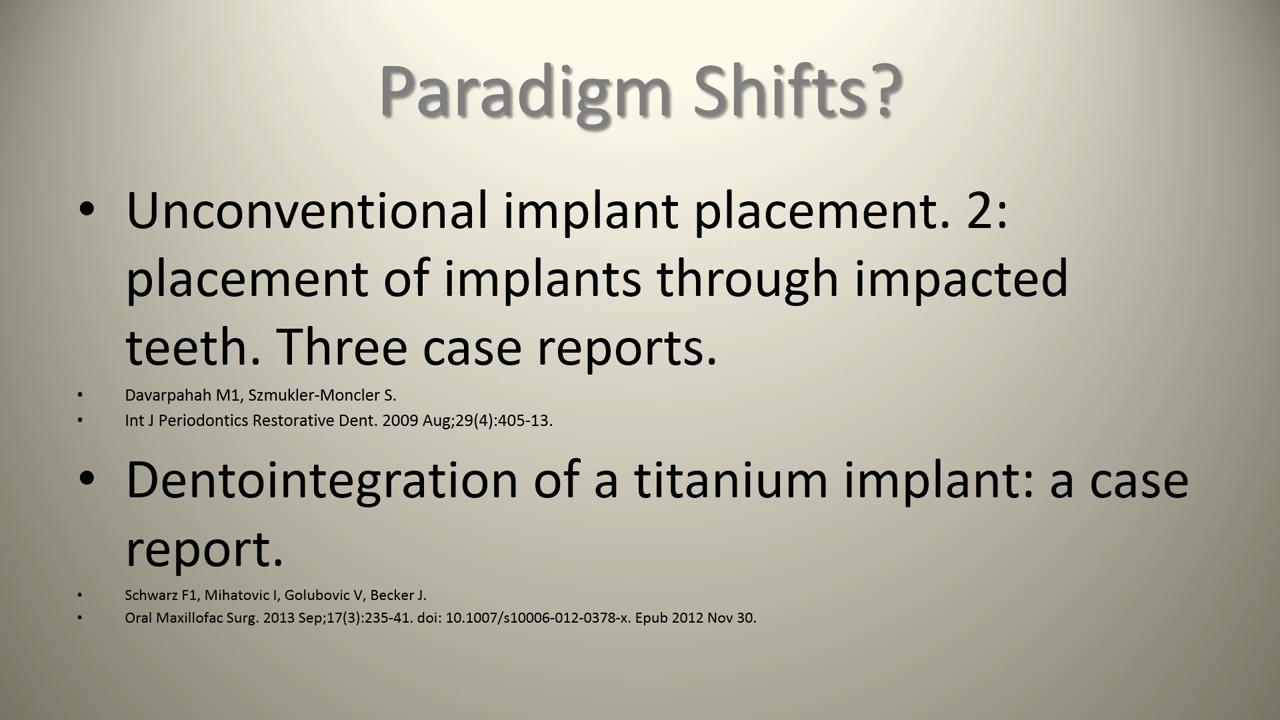 Paradigm Shifts?
• Unconventional implant placement. 2:
placement of implants through impacted
teeth. Three case reports.
• Davarpahah M1, Szmukler-Moncler S.
• Int J Periodontics Restorative Dent. 2009 Aug;29(4):405-13.
• Dentointegration of a titanium implant: a case
report.
• Schwarz F1, Mihatovic I, Golubovic V, Becker J.
• Oral Maxillofac Surg. 2013 Sep;17(3):235-41. doi: 10.1007/s10006-012-0378-x. Epub 2012 Nov 30.